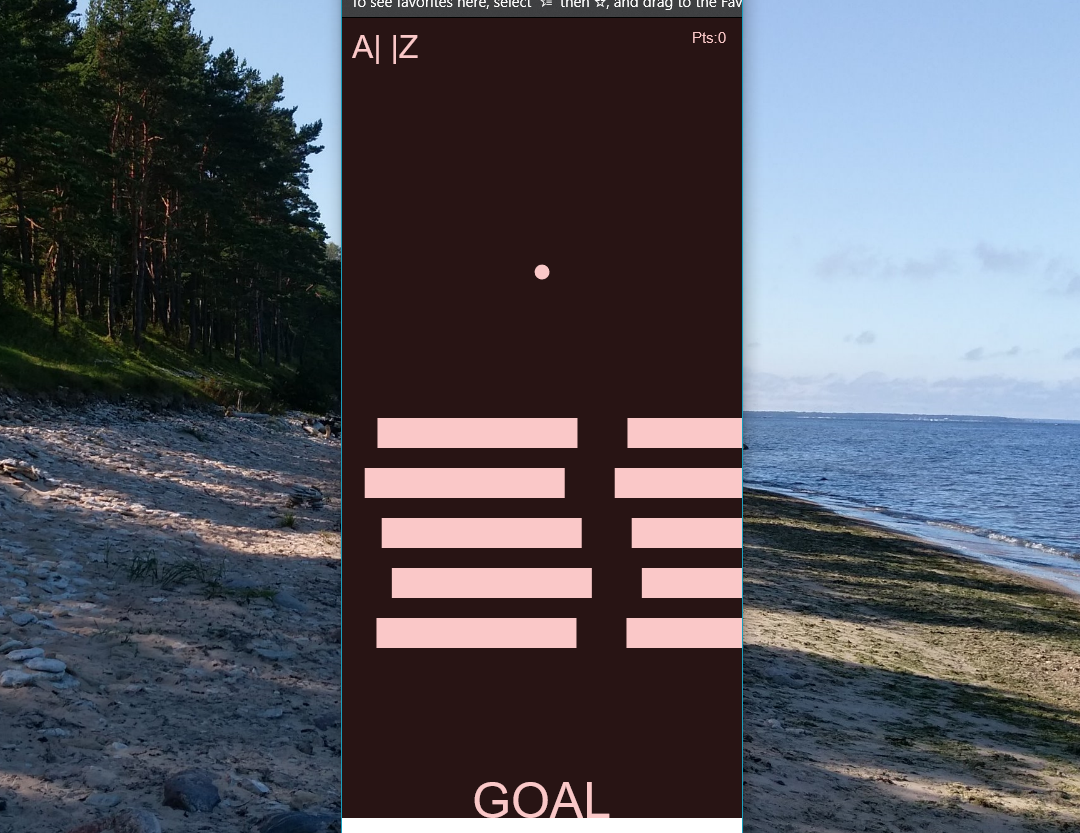 To see favorites here, select ☆ then ☆, and drag to the Fav
A| |Z
Pts:0
GOAL